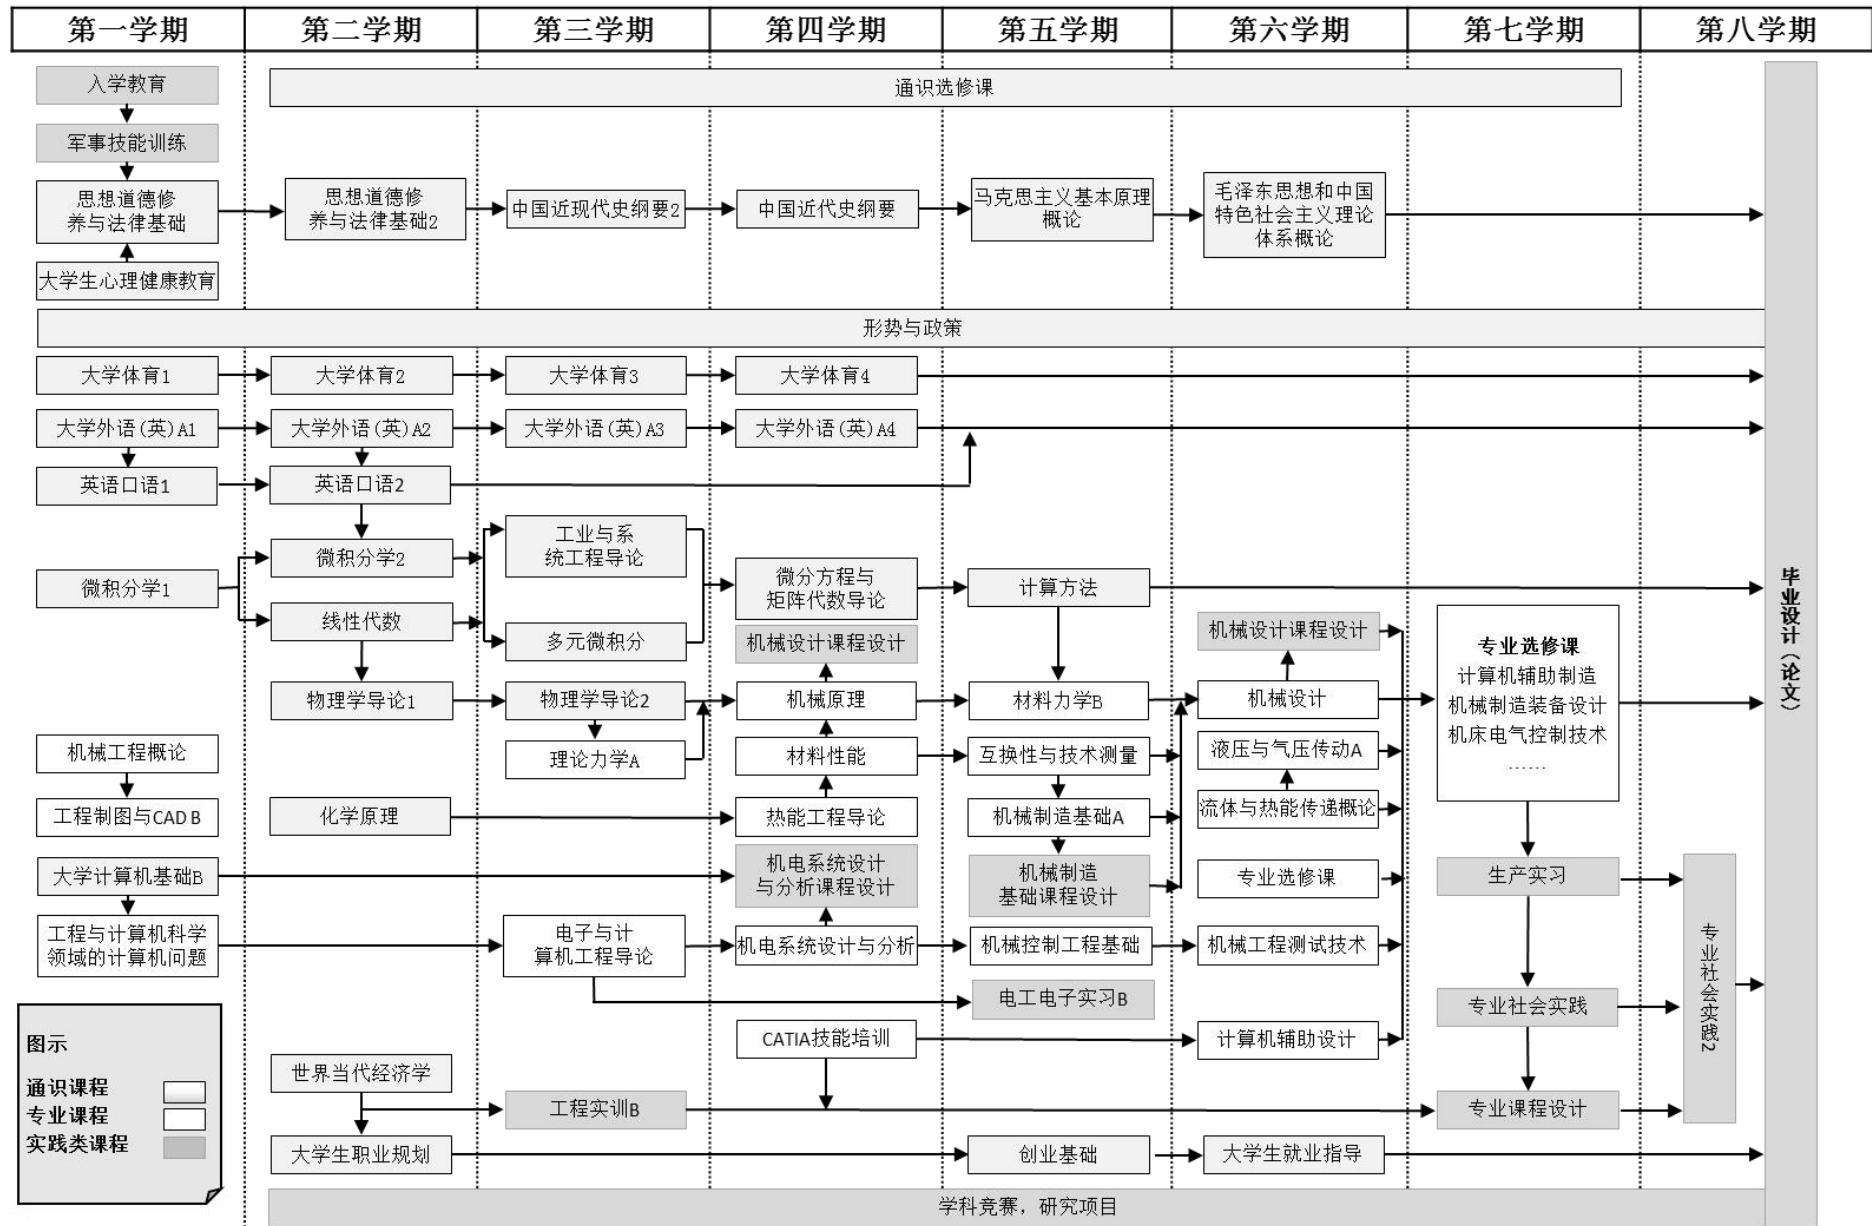 第一学期
第二学期
第三学期
第四学期
第五学期
第六学期
第七学期
第八学期
入学教育
通识选修课
军事技能训练
思想道德修
养与法律基础
思想道德修
养与法律基础2
中国近现代史纲要2
中国近代史纲要
马克思主义基本原理
概论
毛泽东思想和中国
特色社会主义理论
体系概论
大学生心理健康教育
形势与政策
大学体育1
大学体育2
大学体育3
大学体育4
大学外语(英)A1
大学外语(英)A2
大学外语(英)A3
大学外语(英)A4
英语口语1
英语口语2
微积分学1
微积分学2
线性代数
工业与系
统工程导论
多元微积分
微分方程与
矩阵代数导论
计算方法
机械设计课程设计
机械设计课程设计
物理学导论1
物理学导论2
机械原理
材料力学B
机械设计
专业选修课
计算机辅助制造
机械制造装备设计
机床电气控制技术
……
机械工程概论
理论力学A
材料性能
互换性与技术测量
液压与气压传动A
工程制图与CAD B
化学原理
热能工程导论
机械制造基础A
流体与热能传递概论
大学计算机基础B
机电系统设计
与分析课程设计
机械制造
基础课程设计
专业选修课
生产实习
工程与计算机科学
领域的计算机问题
电子与计
算机工程导论
机电系统设计与分析
机械控制工程基础
机械工程测试技术
电工电子实习B
专业社会实践
CATIA技能培训
计算机辅助设计
世界当代经济学
工程实训B
专业课程设计
大学生职业规划
创业基础
大学生就业指导
学科竞赛，研究项目
专业社会实践2
毕业设计（论文）
图示
通识课程
专业课程
实践类课程